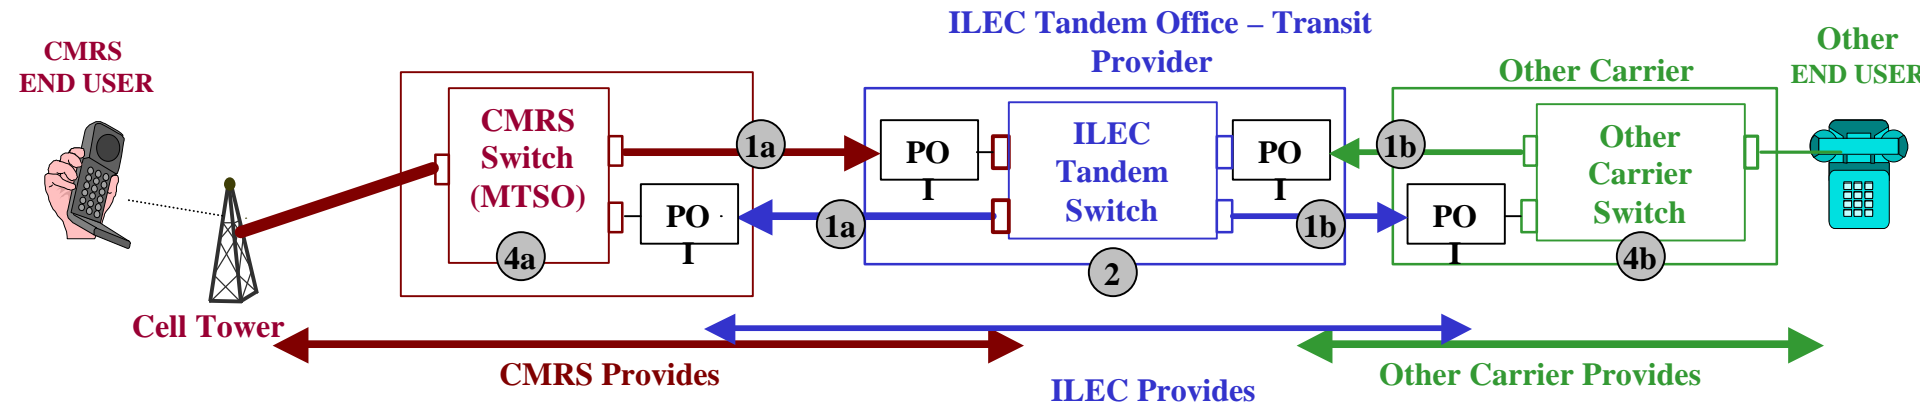 CMRS
END USER
ILEC Tandem Office – Transit
Provider
Other Carrier
Other
END USER
CMRS
Switch
(MTSO)
4a
1a
PO
I
PO
I
1a
ILEC
Tandem
Switch
2
PO
I
1b
1b
PO
I
Other
Carrier
Switch
4b
Cell Tower
CMRS Provides
ILEC Provides
Other Carrier Provides